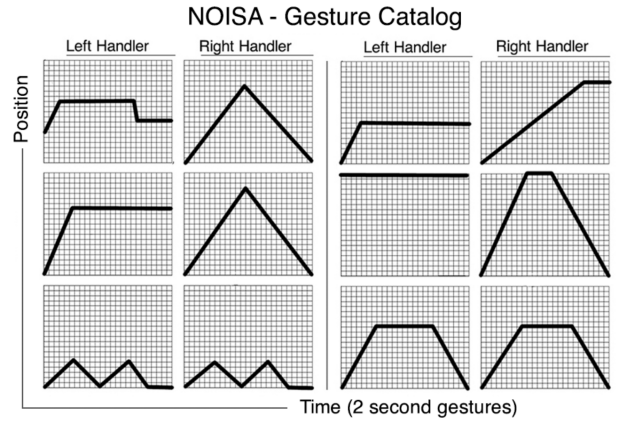 NOISA - Gesture Catalog
Left Handler
Right Handler
Left Handler
Right Handler
Position
Time (2 second gestures)